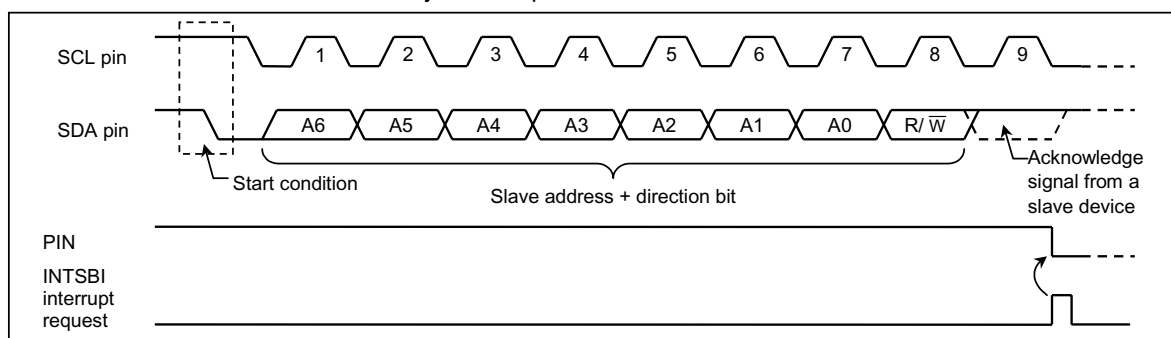 SCL pin 1 2 3 4 5 6 7 8 9
SDA pin A6 A5 A4 A3 A2 A1 A0 R/ W̅
Start condition
Slave address + direction bit
Acknowledge
signal from a
slave device
PIN
INTSBI
interrupt
request